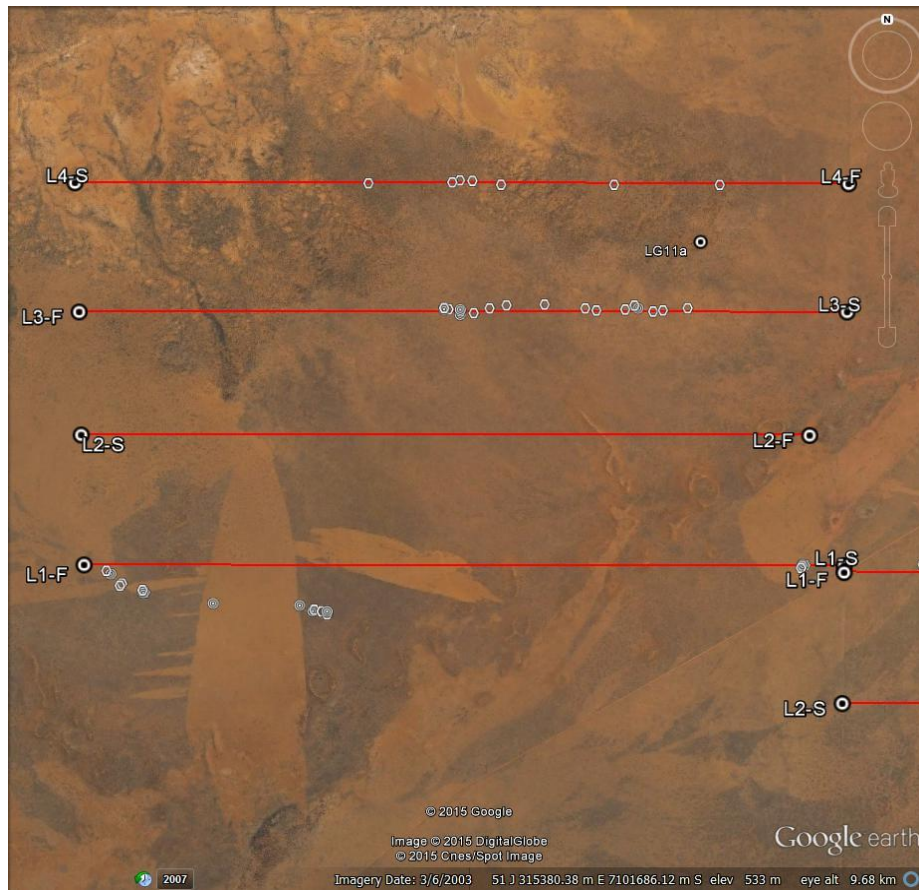 N
L4-S
L4-F
LG11a
L3-F
L3-S
L2-S
L2-F
L1-F
L1-S
L1-F
L2-S
© 2015 Google
Image © 2015 DigitalGlobe
© 2015 Cnes/Spot Image
Google earth
2007
Imagery Date: 3/6/2003 51 J 315380.38 m E 7101686.12 m S elev 533 m eye alt 9.68 km